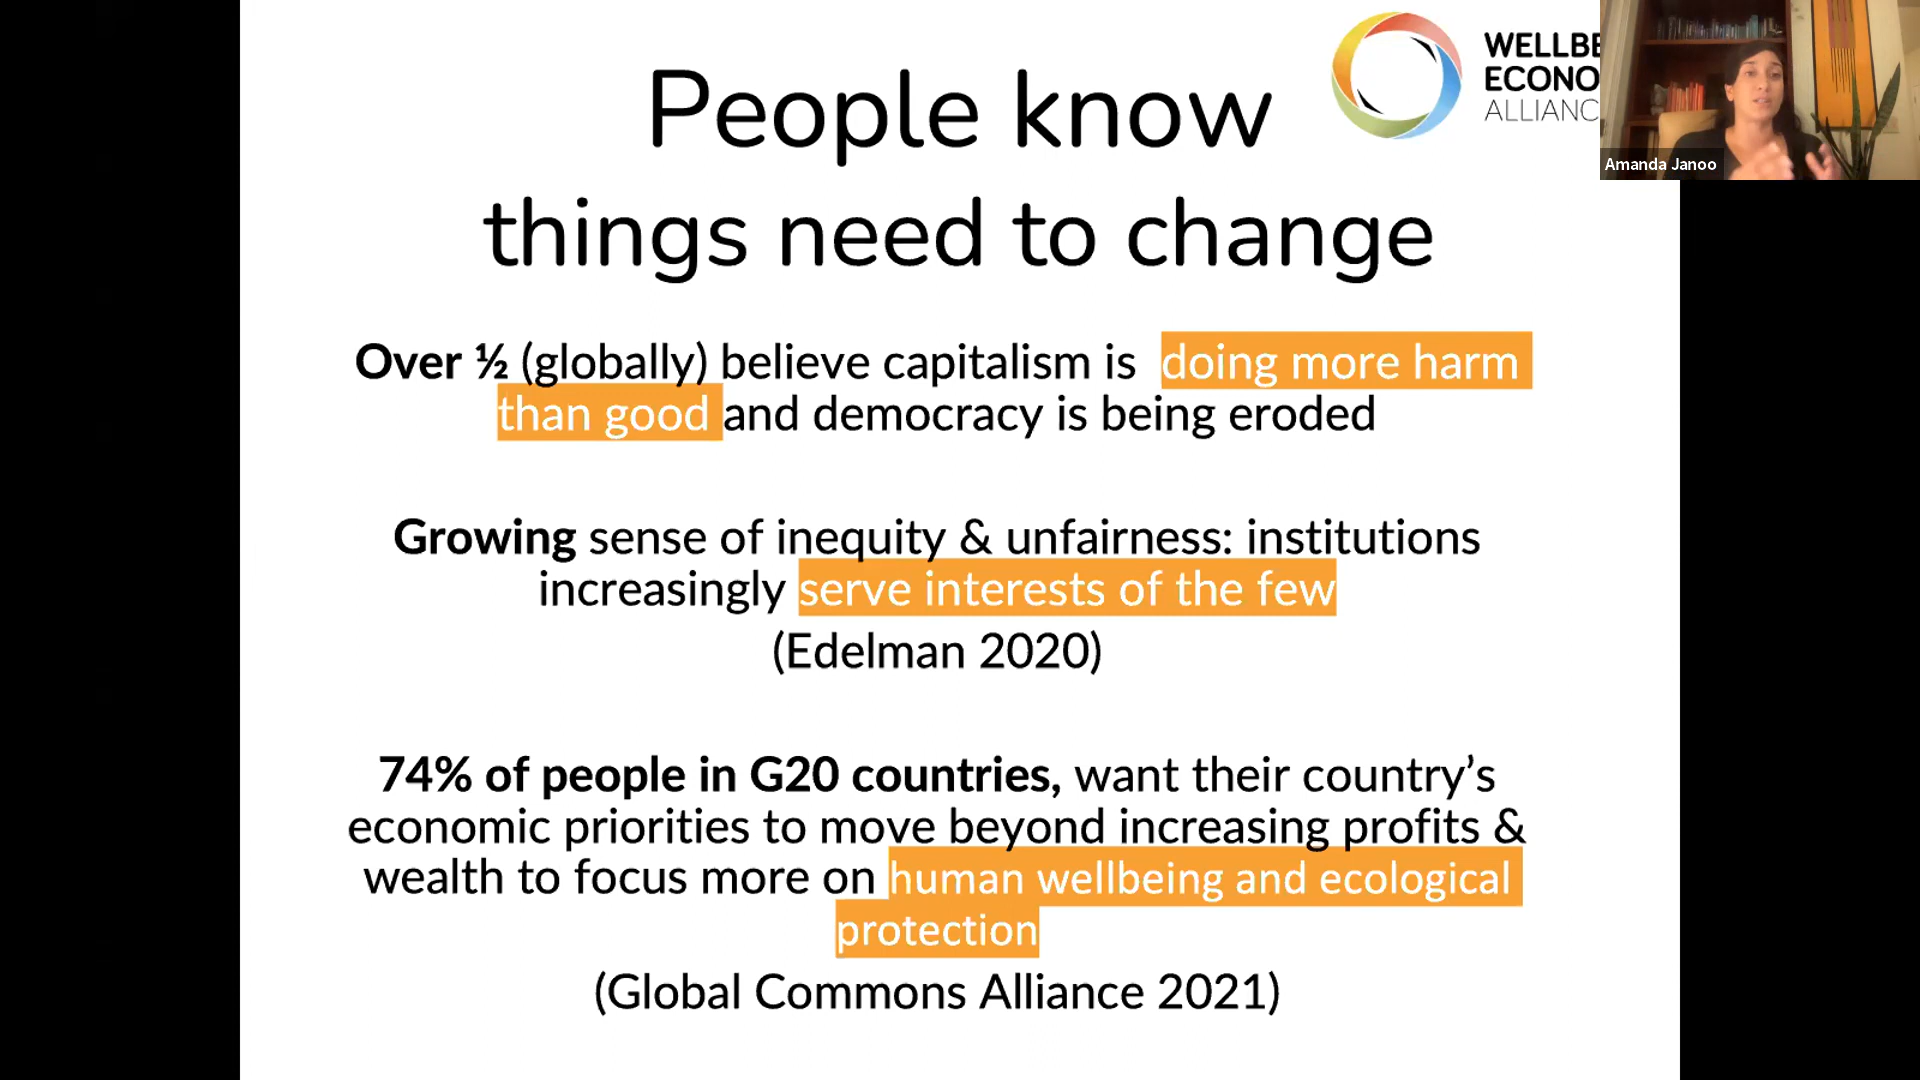 People know
things need to change
WELLBE
ECONO
ALLIANC
Amanda Janoo
Over ½ (globally) believe capitalism is doing more harm
than good and democracy is being eroded
Growing sense of inequity & unfairness: institutions
increasingly serve interests of the few
(Edelman 2020)
74% of people in G20 countries, want their country’s
economic priorities to move beyond increasing profits &
wealth to focus more on human wellbeing and ecological
protection
(Global Commons Alliance 2021)